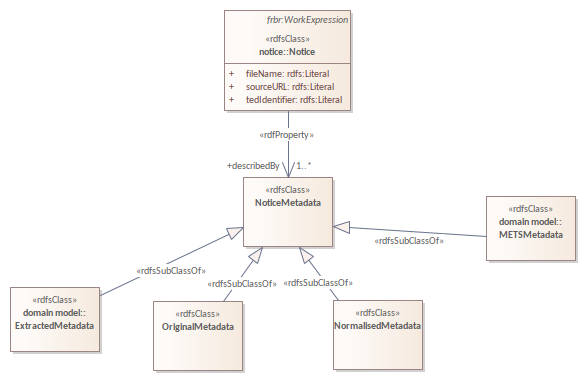 frbr:WorkExpression
«rdfsClass»
notice::Notice
+ fileName: rdfs:Literal
+ sourceURL: rdfs:Literal
+ tedIdentifier: rdfs:Literal
«rdfProperty»
+describedBy 1..*
«rdfsClass»
NoticeMetadata
«rdfsClass»
domain model::
METSMetadata
«rdfsSubClassOf»
«rdfsSubClassOf»
«rdfsSubClassOf»
«rdfsSubClassOf»
«rdfsClass»
domain model::
ExtractedMetadata
«rdfsClass»
OriginalMetadata
«rdfsClass»
NormalisedMetadata